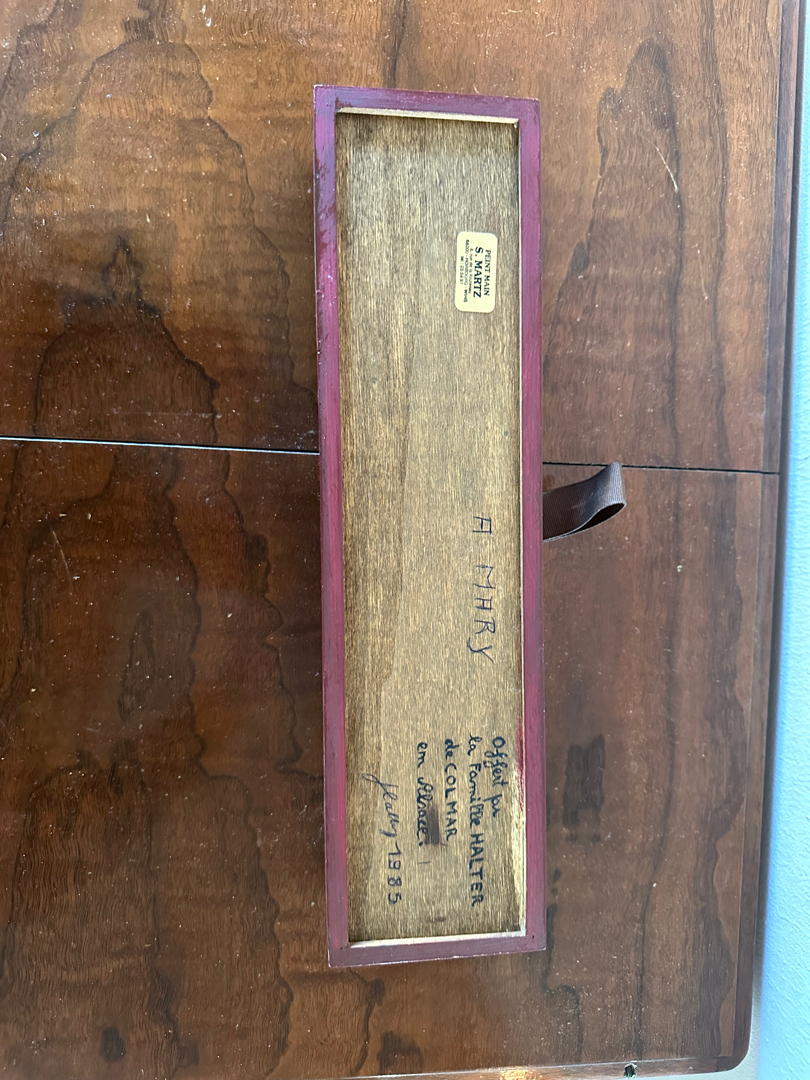 PEINT MAIN
S. MARTZ
A MARY
Offert par
la Famille HALTER
de COLMAR
en Alsace.
1985